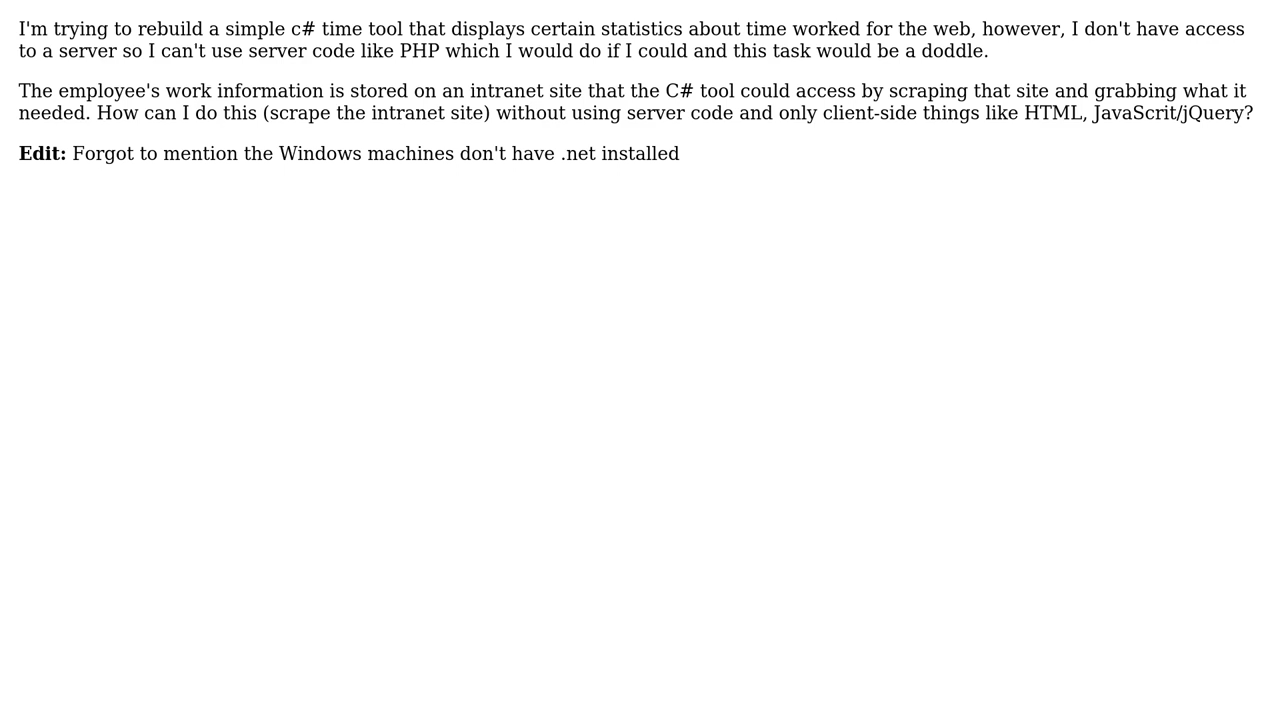 I'm trying to rebuild a simple c# time tool that displays certain statistics about time worked for the web, however, I don't have access
to a server so I can't use server code like PHP which I would do if I could and this task would be a doddle.
The employee's work information is stored on an intranet site that the C# tool could access by scraping that site and grabbing what it
needed. How can I do this (scrape the intranet site) without using server code and only client-side things like HTML, JavaScrit/jQuery?
Edit: Forgot to mention the Windows machines don't have .net installed